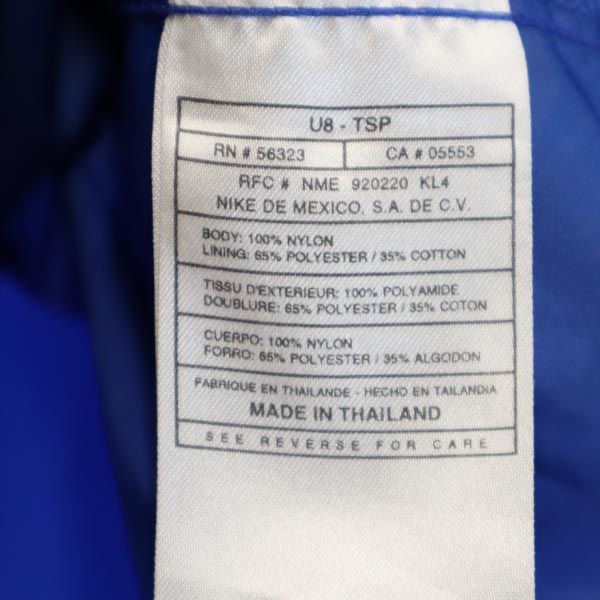 U8 - TSP
RN # 56323 CA # 05553
RFC # NME 920220 KL4
NIKE DE MEXICO, S.A. DE C.V.
BODY: 100% NYLON
LINING: 65% POLYESTER / 35% COTTON
TISSU D'EXTERIEUR: 100% POLYAMIDE
DOUBLURE: 65% POLYESTER / 35% COTON
CUERPO: 100% NYLON
FORRO: 65% POLYESTER / 35% ALGODON
FABRIQUE EN THAILANDE - HECHO EN TAILANDIA
MADE IN THAILAND
SEE REVERSE FOR CARE